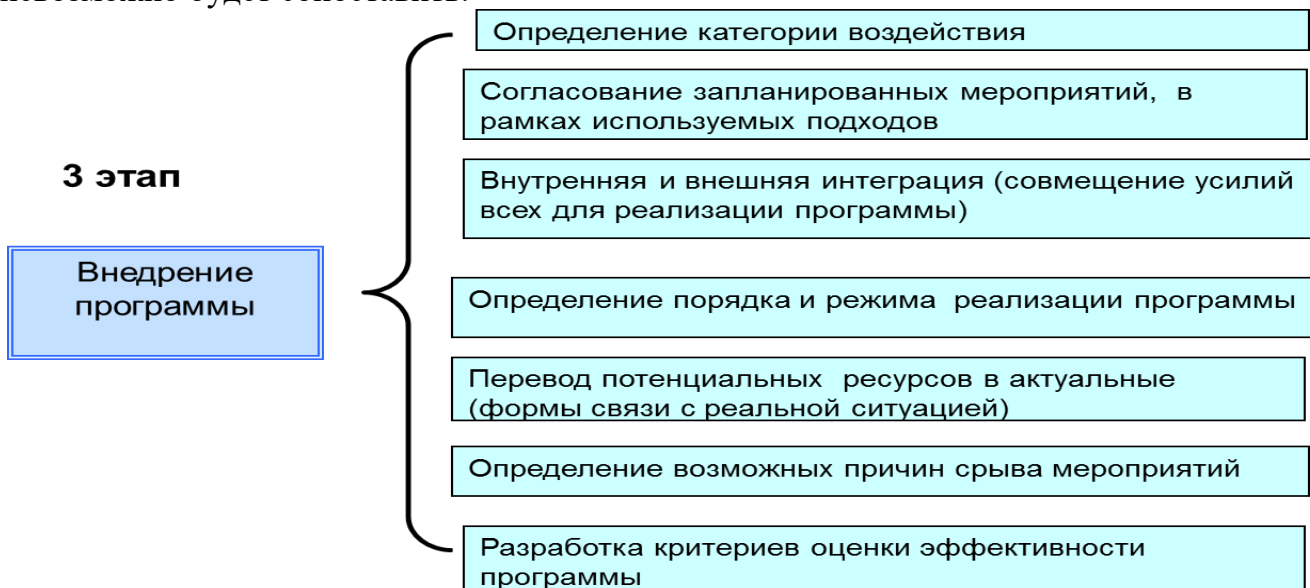 Определение категории воздействия
Согласование запланированных мероприятий, в
рамках используемых подходов
3 этап
Внутренняя и внешняя интеграция (совмещение усилий
всех для реализации программы)
Внедрение
программы
Определение порядка и режима реализации программы
Перевод потенциальных ресурсов в актуальные
(формы связи с реальной ситуацией)
Определение возможных причин срыва мероприятий
Разработка критериев оценки эффективности
программы